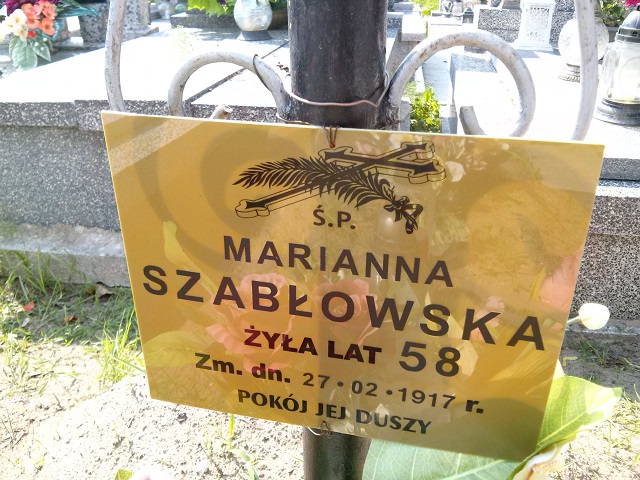 Ś.P.
MARIANNA
SZABŁOWSKA
ŻYŁA LAT 58
Zm. dn. 27·02·1917 r.
POKÓJ JEJ DUSZY